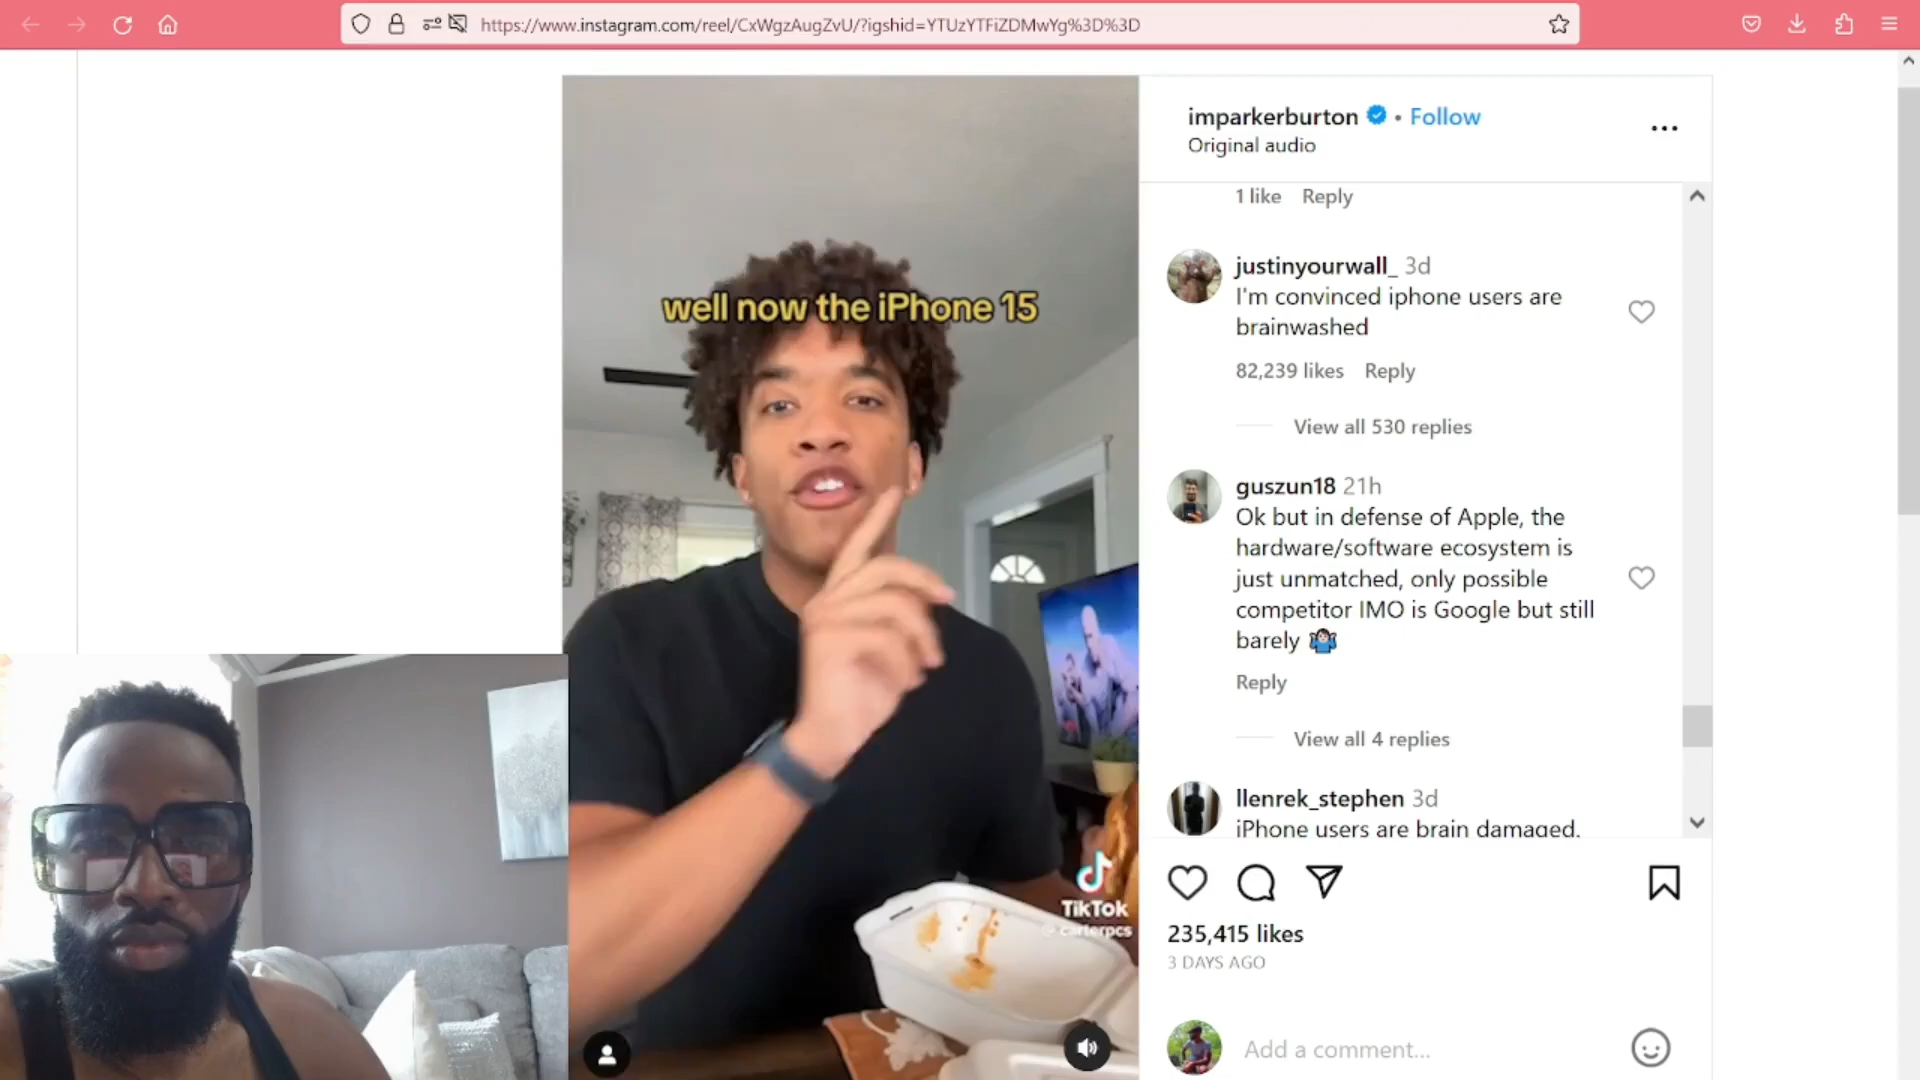 https://www.instagram.com/reel/CxWgzAugZvU/?igshid=YTUzYTFiZDMwYg%3D%3D
well now the iPhone 15
TikTok
carterpcs
imparkerburton • Follow
Original audio
1 like Reply
justinyourwall_ 3d
I'm convinced iphone users are
brainwashed
82,239 likes Reply
View all 530 replies
guszun18 21h
Ok but in defense of Apple, the
hardware/software ecosystem is
just unmatched, only possible
competitor IMO is Google but still
barely 🤷🏻‍♂️
Reply
View all 4 replies
llenrek_stephen 3d
iPhone users are brain damaged.
235,415 likes
3 DAYS AGO
Add a comment...